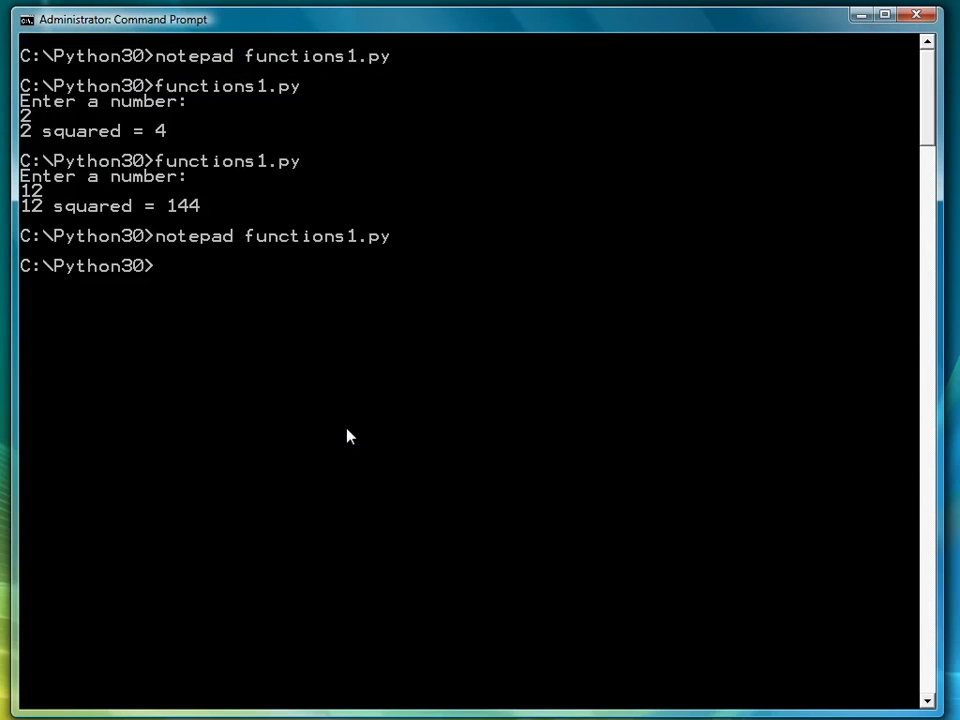 Administrator: Command Prompt
C:\Python30>notepad functions1.py
C:\Python30>functions1.py
Enter a number:
2
2 squared = 4
C:\Python30>functions1.py
Enter a number:
12
12 squared = 144
C:\Python30>notepad functions1.py
C:\Python30>